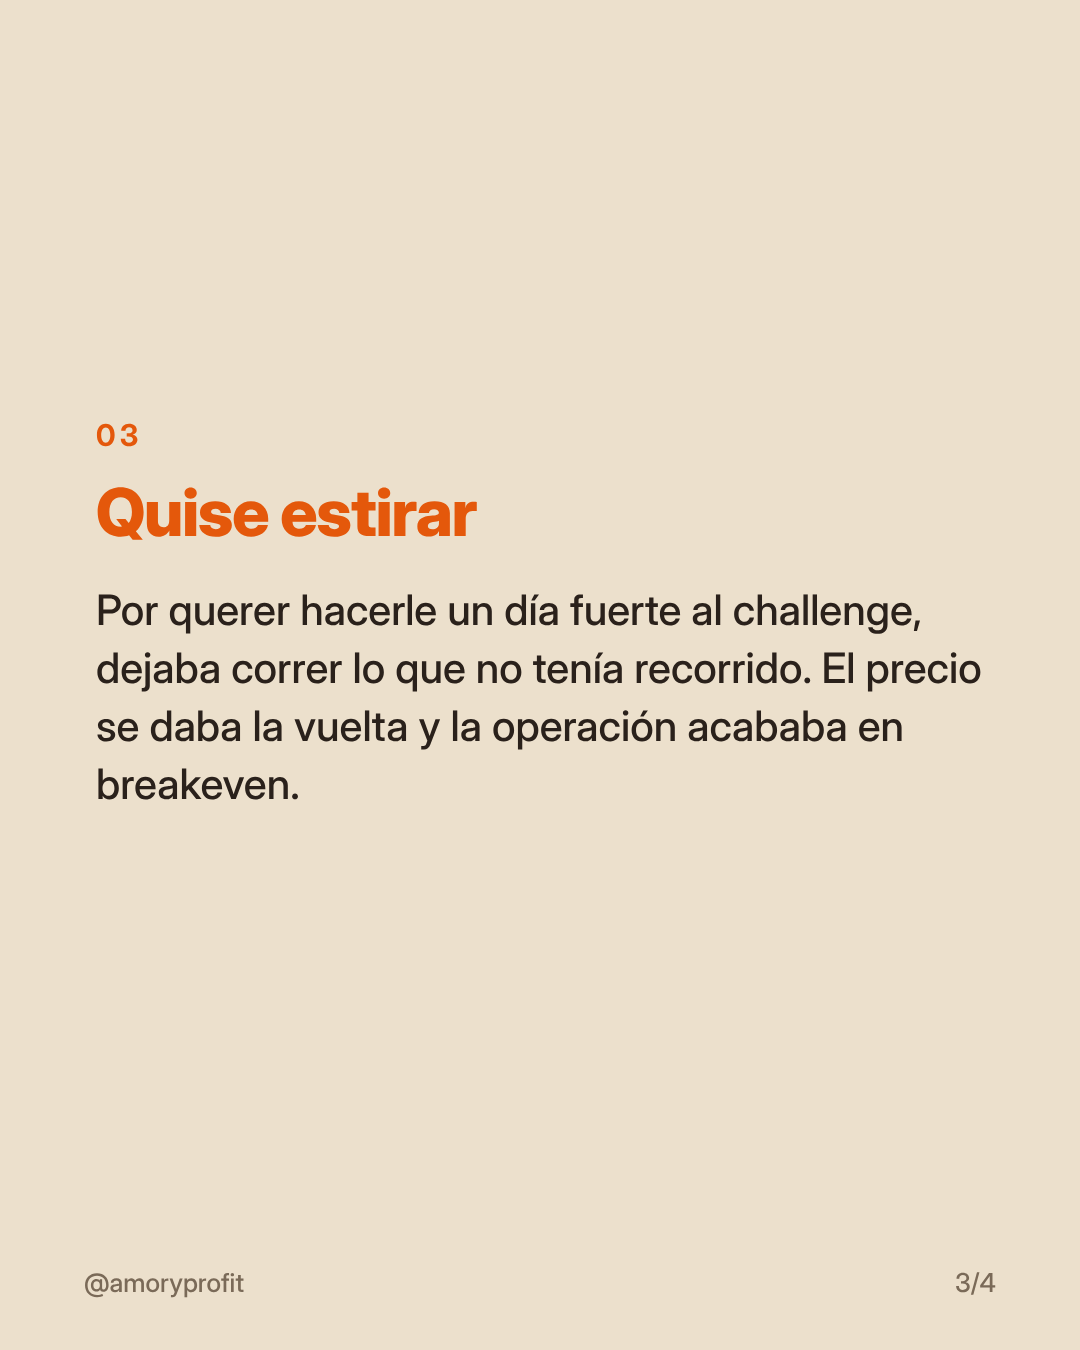 03
Quise estirar
Por querer hacerle un día fuerte al challenge,
dejaba correr lo que no tenía recorrido. El precio
se daba la vuelta y la operación acababa en
breakeven.
@amoryprofit
3/4